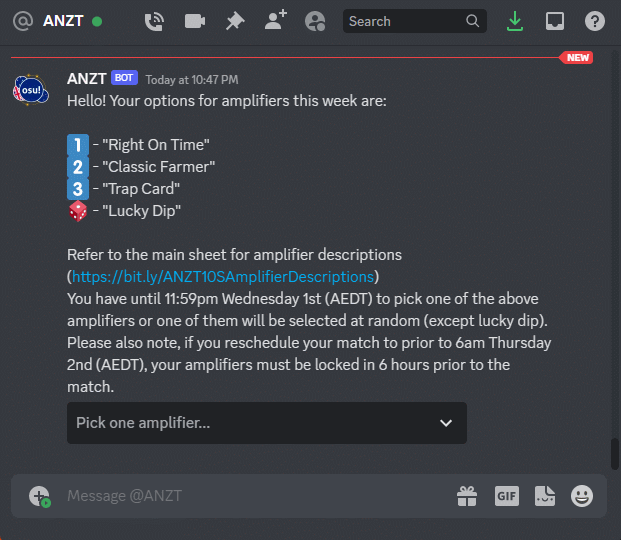 @ ANZT
Search
NEW
osu!
ANZT BOT Today at 10:47 PM
Hello! Your options for amplifiers this week are:
1 - "Right On Time"
2 - "Classic Farmer"
3 - "Trap Card"
- "Lucky Dip"
Refer to the main sheet for amplifier descriptions
(https://bit.ly/ANZT10SAmplifierDescriptions)
You have until 11:59pm Wednesday 1st (AEDT) to pick one of the above
amplifiers or one of them will be selected at random (except lucky dip).
Please also note, if you reschedule your match to prior to 6am Thursday
2nd (AEDT), your amplifiers must be locked in 6 hours prior to the
match.
Pick one amplifier...
Message @ANZT
GIF